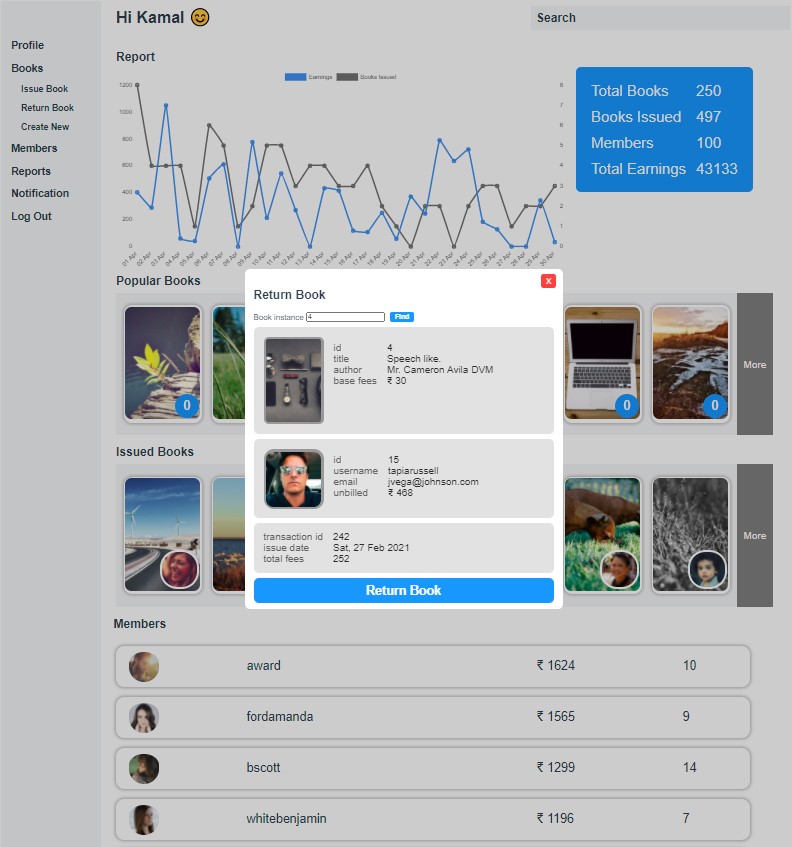 Hi Kamal 😊
Search
Profile
Books
Issue Book
Return Book
Create New
Members
Reports
Notification
Log Out
Report
Earnings Books Issued
1200 8
7
1000
6
800
5
600 4
3
400
2
200
1
0 0
01 Apr 02 Apr 03 Apr 04 Apr 05 Apr 06 Apr 07 Apr 08 Apr 09 Apr 10 Apr 11 Apr 12 Apr 13 Apr 14 Apr 15 Apr 16 Apr 17 Apr 18 Apr 19 Apr 20 Apr 21 Apr 22 Apr 23 Apr 24 Apr 25 Apr 26 Apr 27 Apr 28 Apr 29 Apr 30 Apr
Total Books 250
Books Issued 497
Members 100
Total Earnings 43133
Popular Books
0
0
0
More
X
Return Book
Book instance 4 Find
id 4
title Speech like.
author Mr. Cameron Avila DVM
base fees ₹ 30
id 15
username tapiarussell
email jvega@johnson.com
unbilled ₹ 468
transaction id 242
issue date Sat, 27 Feb 2021
total fees 252
Return Book
Issued Books
More
Members
award ₹ 1624 10
fordamanda ₹ 1565 9
bscott ₹ 1299 14
whitebenjamin ₹ 1196 7